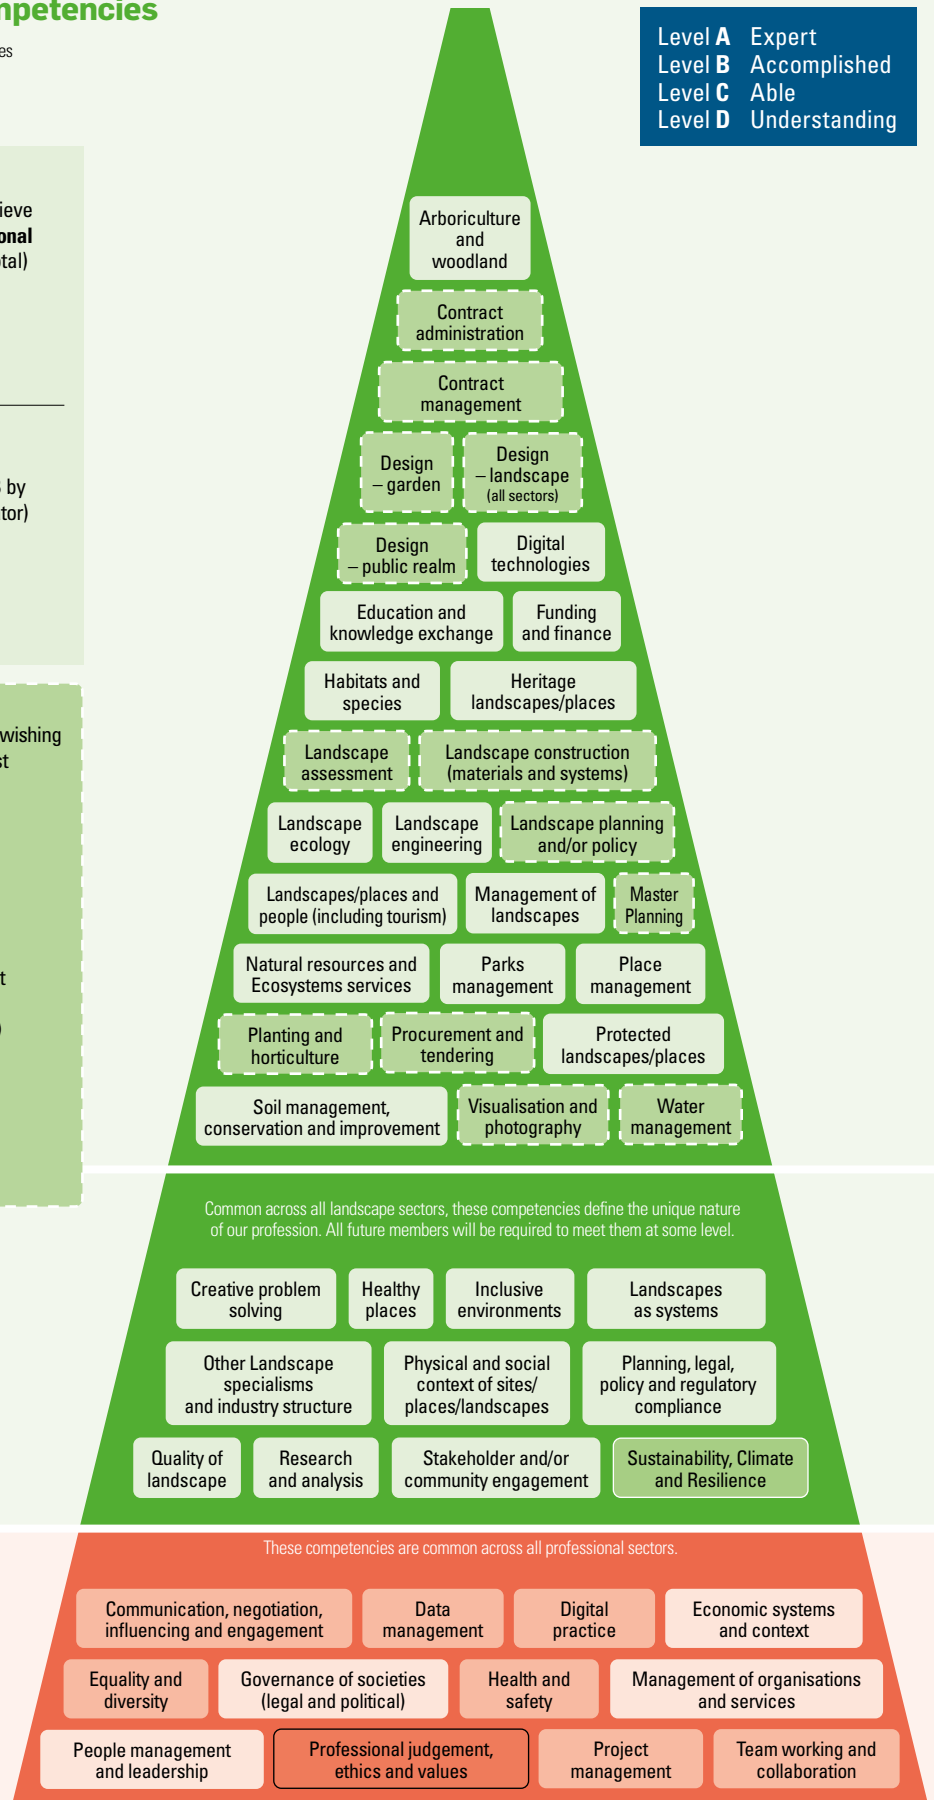 mpetencies
es
Level A Expert
Level B Accomplished
Level C Able
Level D Understanding
ieve
onal
tal)
by
tor)
wishing
st
t
)
Arboriculture
and
woodland
Contract
administration
Contract
management
Design
– garden
Design
– landscape
(all sectors)
Design
– public realm
Digital
technologies
Education and
knowledge exchange
Funding
and finance
Habitats and
species
Heritage
landscapes/places
Landscape
assessment
Landscape construction
(materials and systems)
Landscape
ecology
Landscape
engineering
Landscape planning
and/or policy
Landscapes/places and
people (including tourism)
Management of
landscapes
Master
Planning
Natural resources and
Ecosystems services
Parks
management
Place
management
Planting and
horticulture
Procurement and
tendering
Protected
landscapes/places
Soil management,
conservation and improvement
Visualisation and
photography
Water
management
Common across all landscape sectors, these competencies define the unique nature
of our profession. All future members will be required to meet them at some level.
Creative problem
solving
Healthy
places
Inclusive
environments
Landscapes
as systems
Other Landscape
specialisms
and industry structure
Physical and social
context of sites/
places/landscapes
Planning, legal,
policy and regulatory
compliance
Quality of
landscape
Research
and analysis
Stakeholder and/or
community engagement
Sustainability, Climate
and Resilience
These competencies are common across all professional sectors.
Communication, negotiation,
influencing and engagement
Data
management
Digital
practice
Economic systems
and context
Equality and
diversity
Governance of societies
(legal and political)
Health and
safety
Management of organisations
and services
People management
and leadership
Professional judgement,
ethics and values
Project
management
Team working and
collaboration